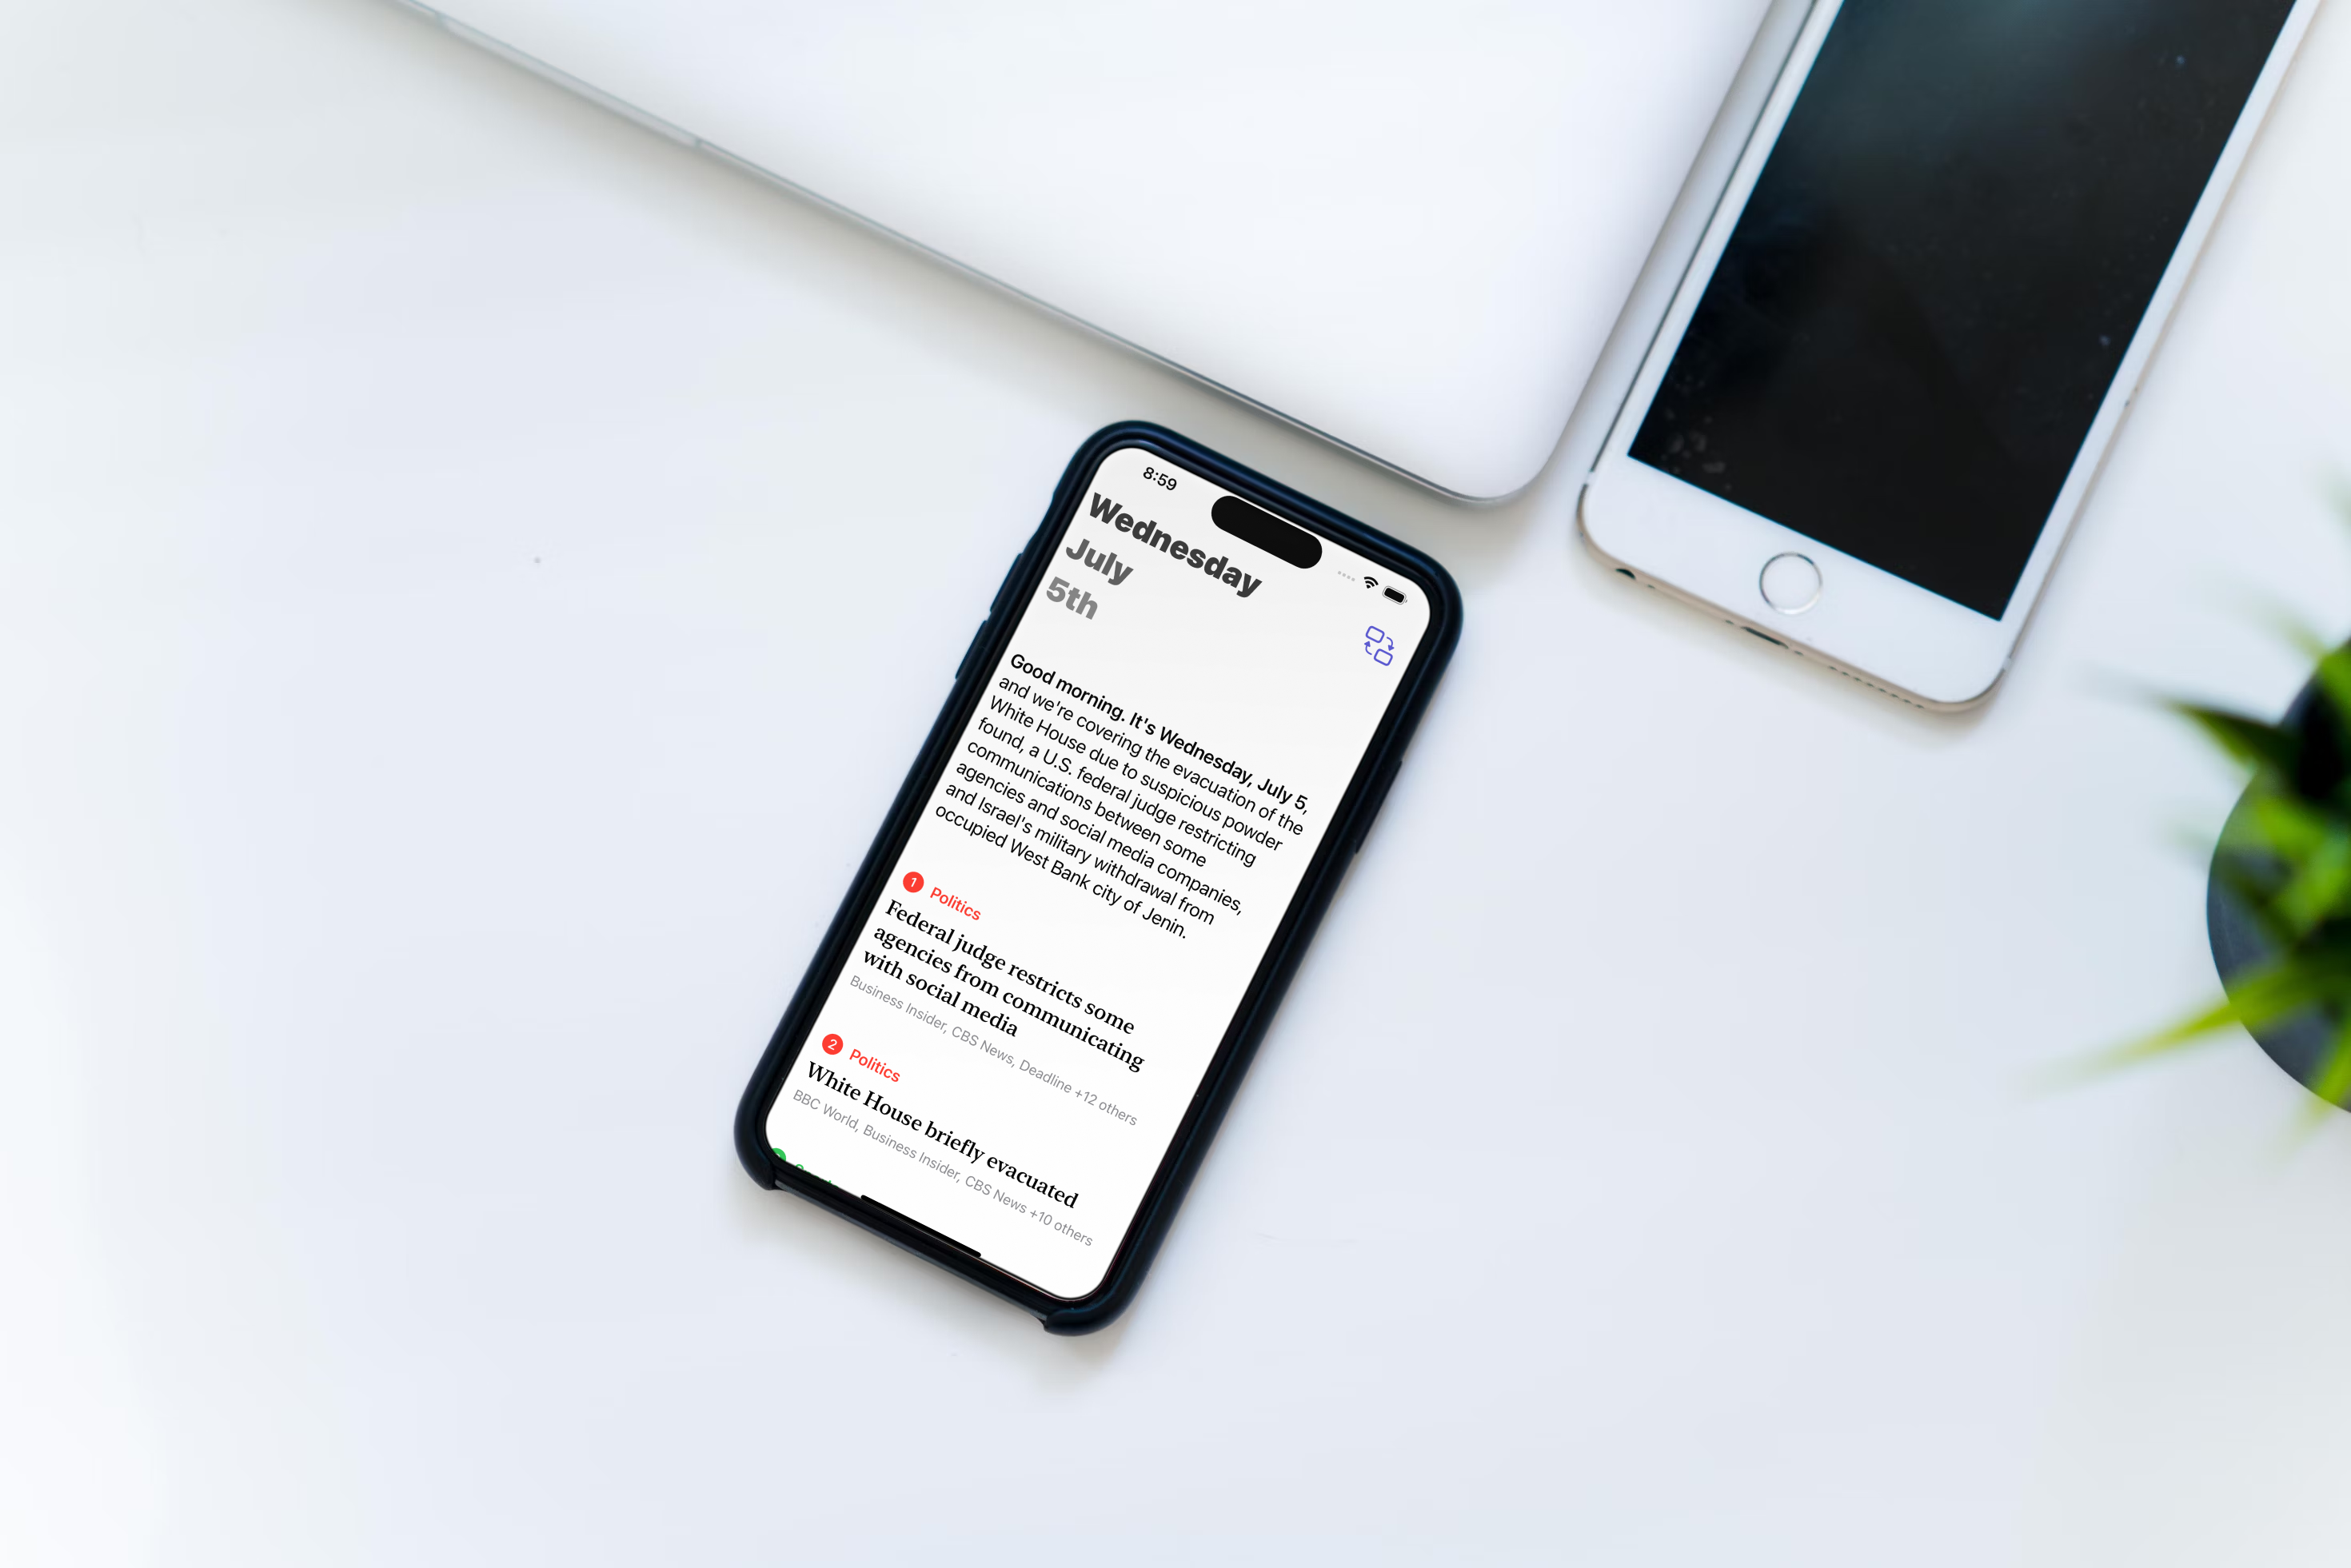 8:59
Wednesday
July
5th
Good morning. It's Wednesday, July 5,
and we're covering the evacuation of the
White House due to suspicious powder
found, a U.S. federal judge restricting
communications between some
agencies and social media companies,
and Israel's military withdrawal from
occupied West Bank city of Jenin.
1 Politics
Federal judge restricts some
agencies from communicating
with social media
Business Insider, CBS News, Deadline +12 others
2 Politics
White House briefly evacuated
BBC World, Business Insider, CBS News +10 others